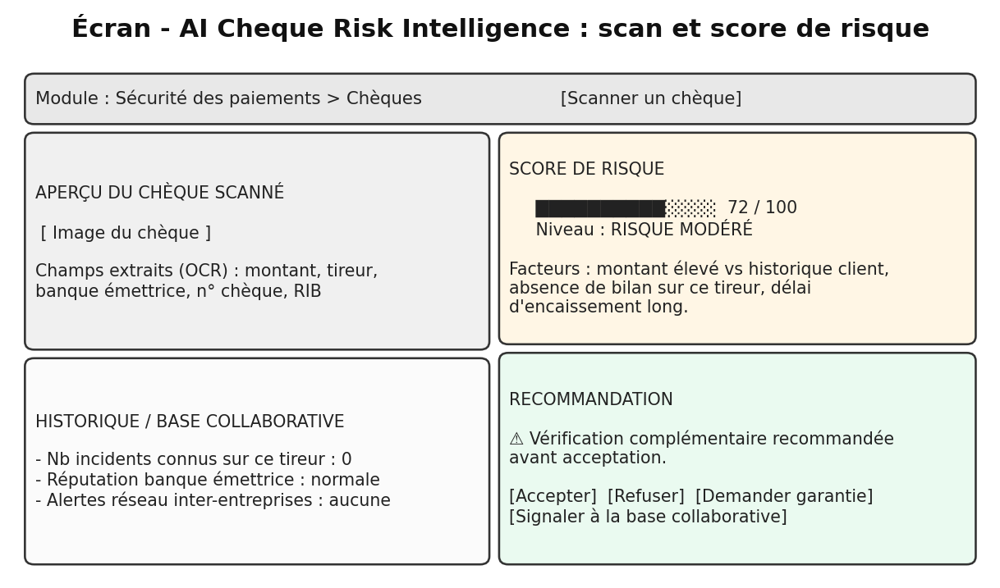 Écran - AI Cheque Risk Intelligence : scan et score de risque
Module : Sécurité des paiements > Chèques [Scanner un chèque]
APERÇU DU CHÈQUE SCANNÉ
[ Image du chèque ]
Champs extraits (OCR) : montant, tireur,
banque émettrice, n° chèque, RIB
SCORE DE RISQUE
██████████░░░░ 72 / 100
Niveau : RISQUE MODÉRÉ
Facteurs : montant élevé vs historique client,
absence de bilan sur ce tireur, délai
d'encaissement long.
HISTORIQUE / BASE COLLABORATIVE
- Nb incidents connus sur ce tireur : 0
- Réputation banque émettrice : normale
- Alertes réseau inter-entreprises : aucune
RECOMMANDATION
⚠ Vérification complémentaire recommandée
avant acceptation.
[Accepter] [Refuser] [Demander garantie]
[Signaler à la base collaborative]